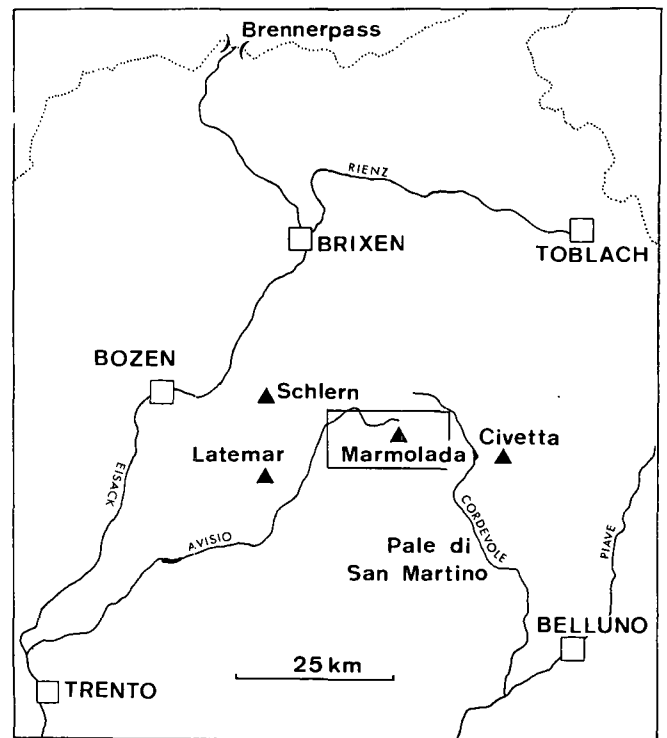 Brennerpass
RIENZ
BRIXEN
TOBLACH
BOZEN
Schlern
Latemar
Marmolada
Civetta
EISACK
AVISIO
CORDEVOLE
PIAVE
Pale di
San Martino
BELLUNO
25 km
TRENTO